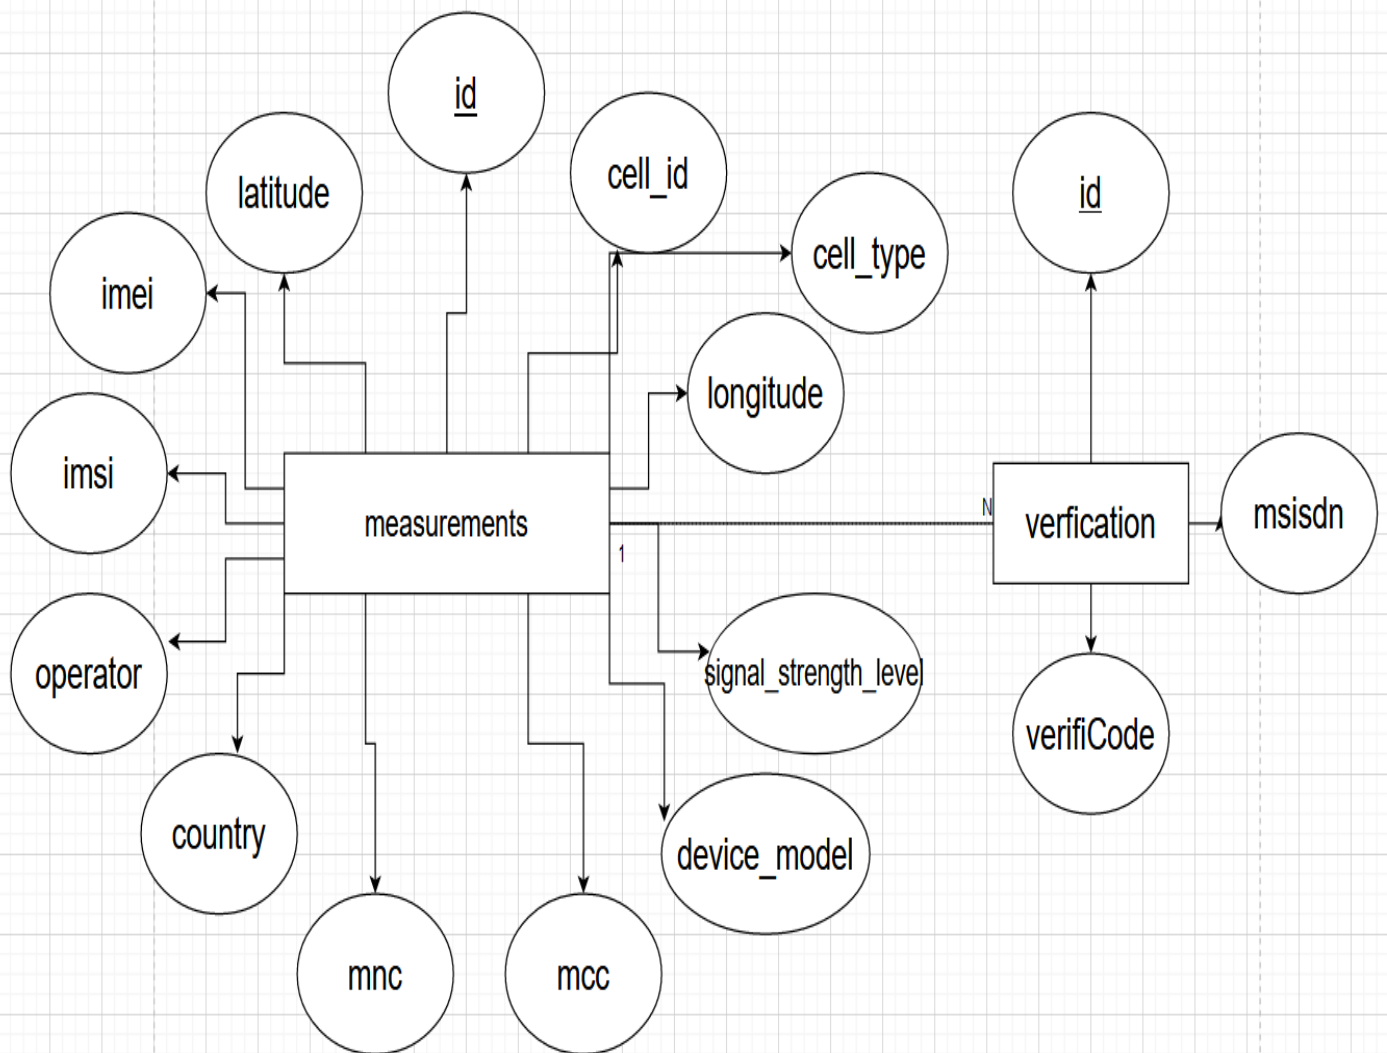 id
cell_id
latitude
id
cell_type
imei
longitude
imsi
N
msisdn
measurements
verfication
1
operator
signal_strength_level
verifiCode
country
device_model
mnc
mcc